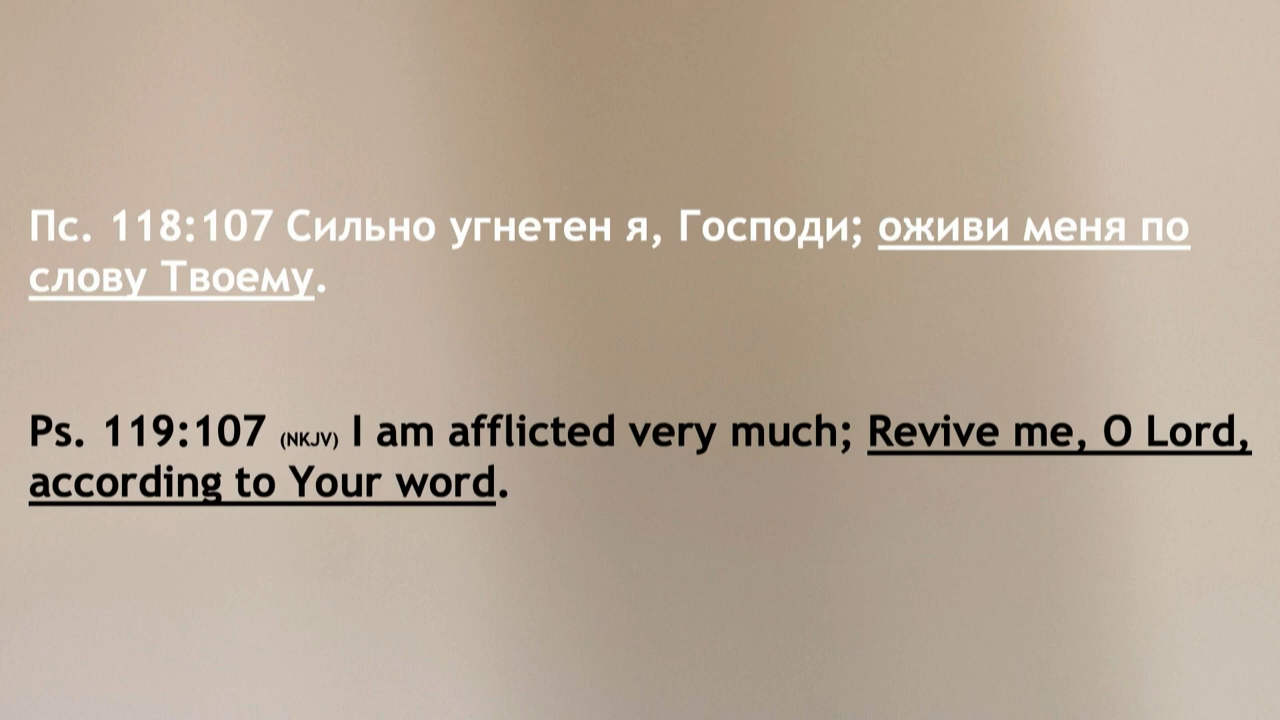 Пс. 118:107 Сильно угнетен я, Господи; оживи меня по
слову Твоему.
Ps. 119:107 (NKJV) I am afflicted very much; Revive me, O Lord,
according to Your word.